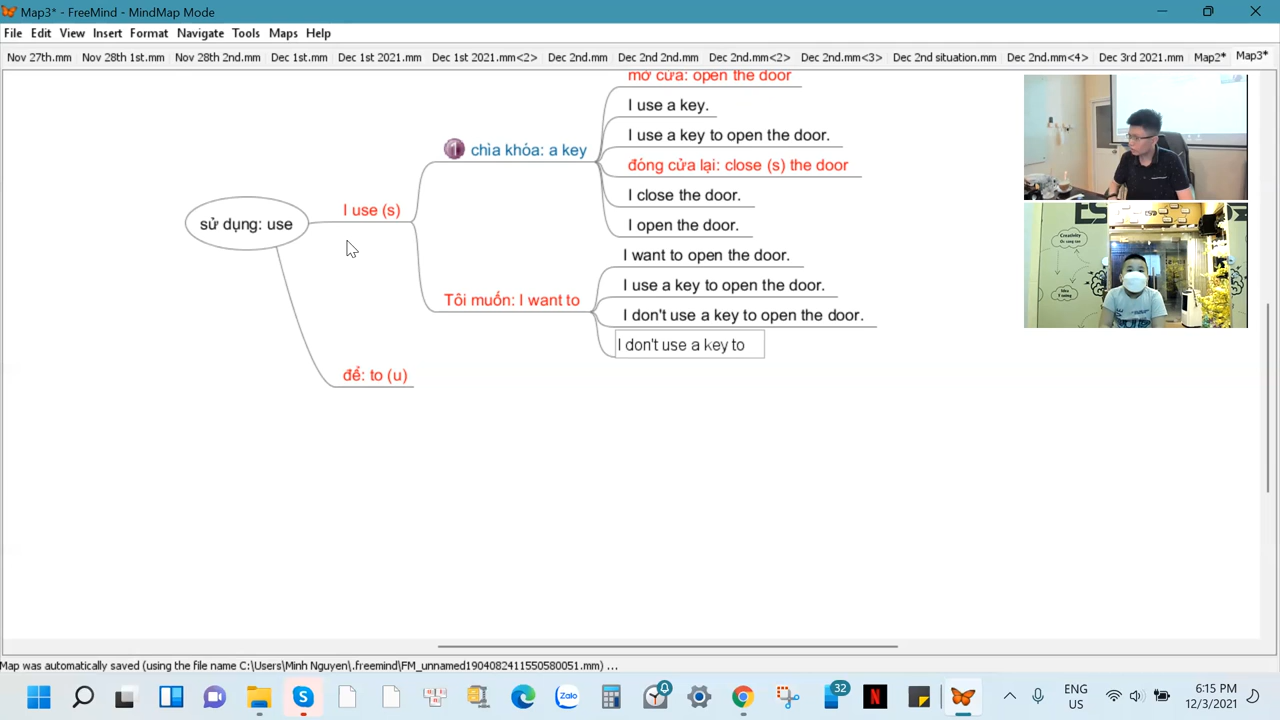 Map3* - FreeMind - MindMap Mode
File Edit View Insert Format Navigate Tools Maps Help
Nov 27th.mm Nov 28th 1st.mm Nov 28th 2nd.mm Dec 1st.mm Dec 1st 2021.mm Dec 1st 2021.mm<2> Dec 2nd.mm Dec 2nd 2nd.mm Dec 2nd.mm<2> Dec 2nd.mm<3> Dec 2nd situation.mm Dec 2nd.mm<4> Dec 3rd 2021.mm Map2* Map3*
mở cửa: open the door
I use a key.
I use a key to open the door.
chìa khóa: a key
1
đóng cửa lại: close (s) the door
I close the door.
I use (s)
sử dụng: use
I open the door.
I want to open the door.
I use a key to open the door.
Tôi muốn: I want to
I don't use a key to open the door.
I don't use a key to
để: to (u)
Creativity
Map was automatically saved (using the file name C:\Users\Minh Nguyen\.freemind\FM_unnamed1904082411550580051.mm) ...
Zalo
32
N
ENG
US
6:15 PM
12/3/2021